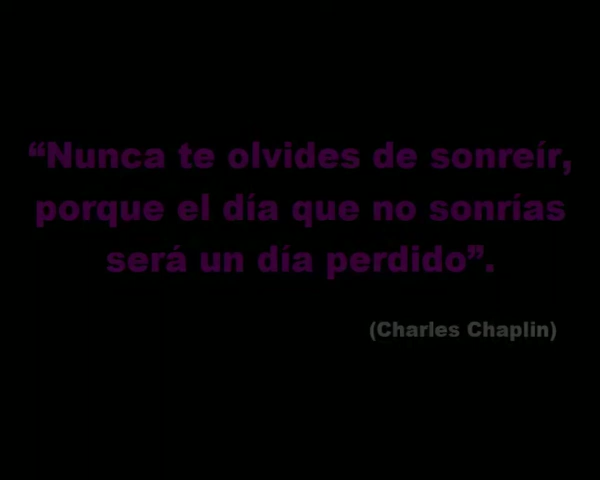 “Nunca te olvides de sonreír,
porque el día que no sonrías
será un día perdido”.
(Charles Chaplin)